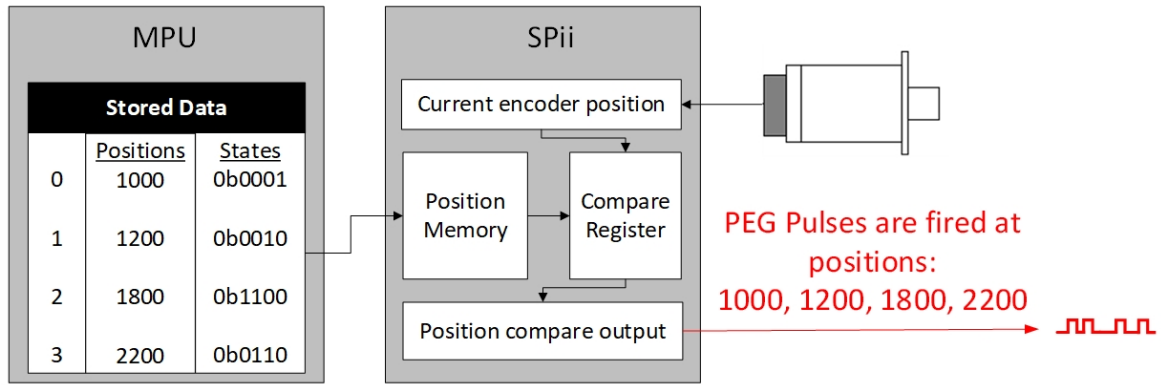 MPU
Stored Data
Positions States
0 1000 0b0001
1 1200 0b0010
2 1800 0b1100
3 2200 0b0110
SPii
Current encoder position
Position
Memory
Compare
Register
Position compare output
PEG Pulses are fired at
positions:
1000, 1200, 1800, 2200